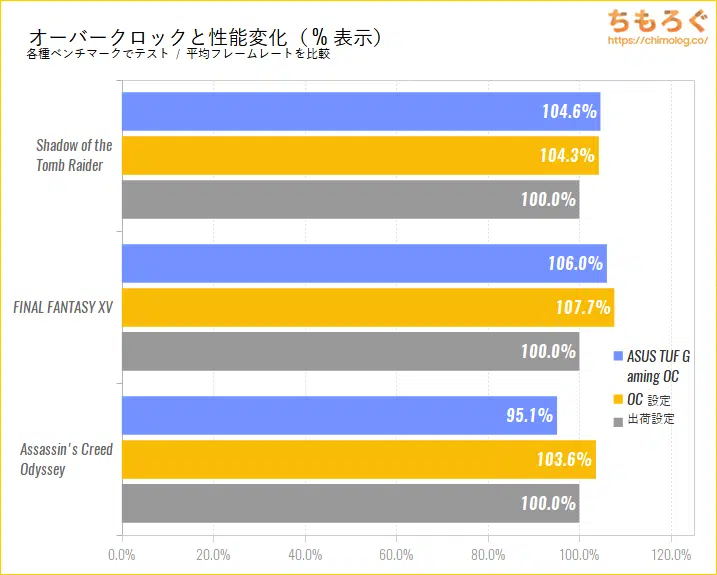 オーバークロックと性能変化（％表示）
各種ベンチマークでテスト / 平均フレームレートを比較
ちもろぐ
https://chimolog.co/
Shadow of the
Tomb Raider
104.6%
104.3%
100.0%
FINAL FANTASY XV
106.0%
107.7%
100.0%
Assassin's Creed
Odyssey
95.1%
103.6%
100.0%
ASUS TUF G
aming OC
OC 設定
出荷設定
0.0%
20.0%
40.0%
60.0%
80.0%
100.0%
120.0%